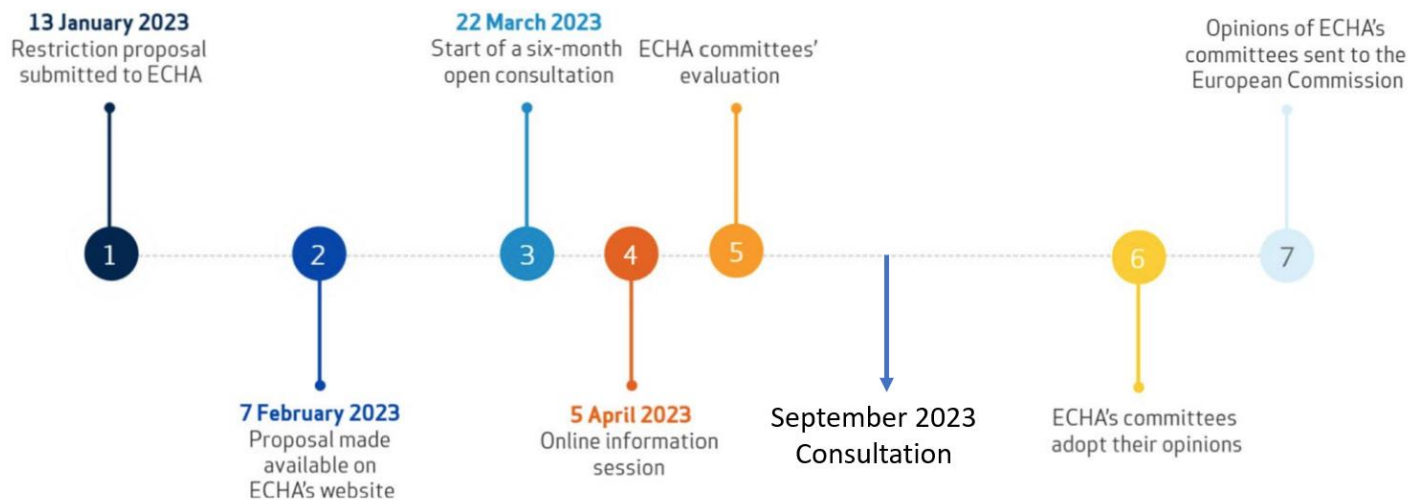 13 January 2023
Restriction proposal
submitted to ECHA
22 March 2023
Start of a six-month
open consultation
ECHA committees'
evaluation
Opinions of ECHA's
committees sent to the
European Commission
1
2
3
4
5
6
7
7 February 2023
Proposal made
available on
ECHA's website
5 April 2023
Online information
session
September 2023
Consultation
ECHA's committees
adopt their opinions